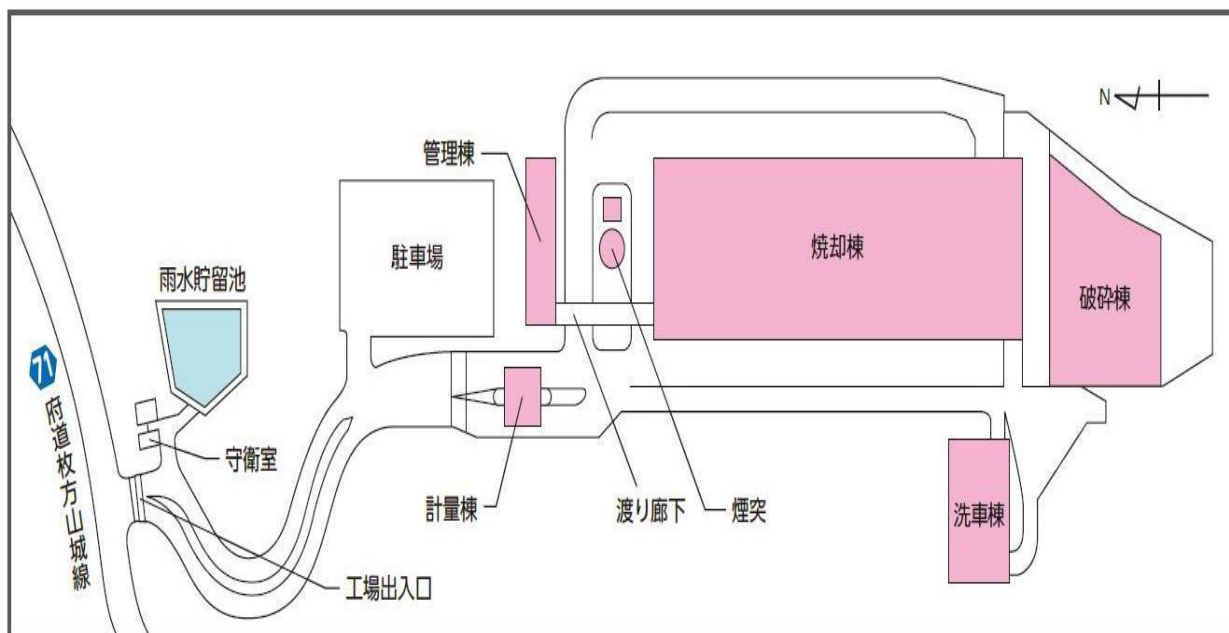 N
管理棟
駐車場
焼却棟
破砕棟
雨水貯留池
71
府道枚方山城線
守衛室
計量棟
渡り廊下
煙突
洗車棟
工場出入口